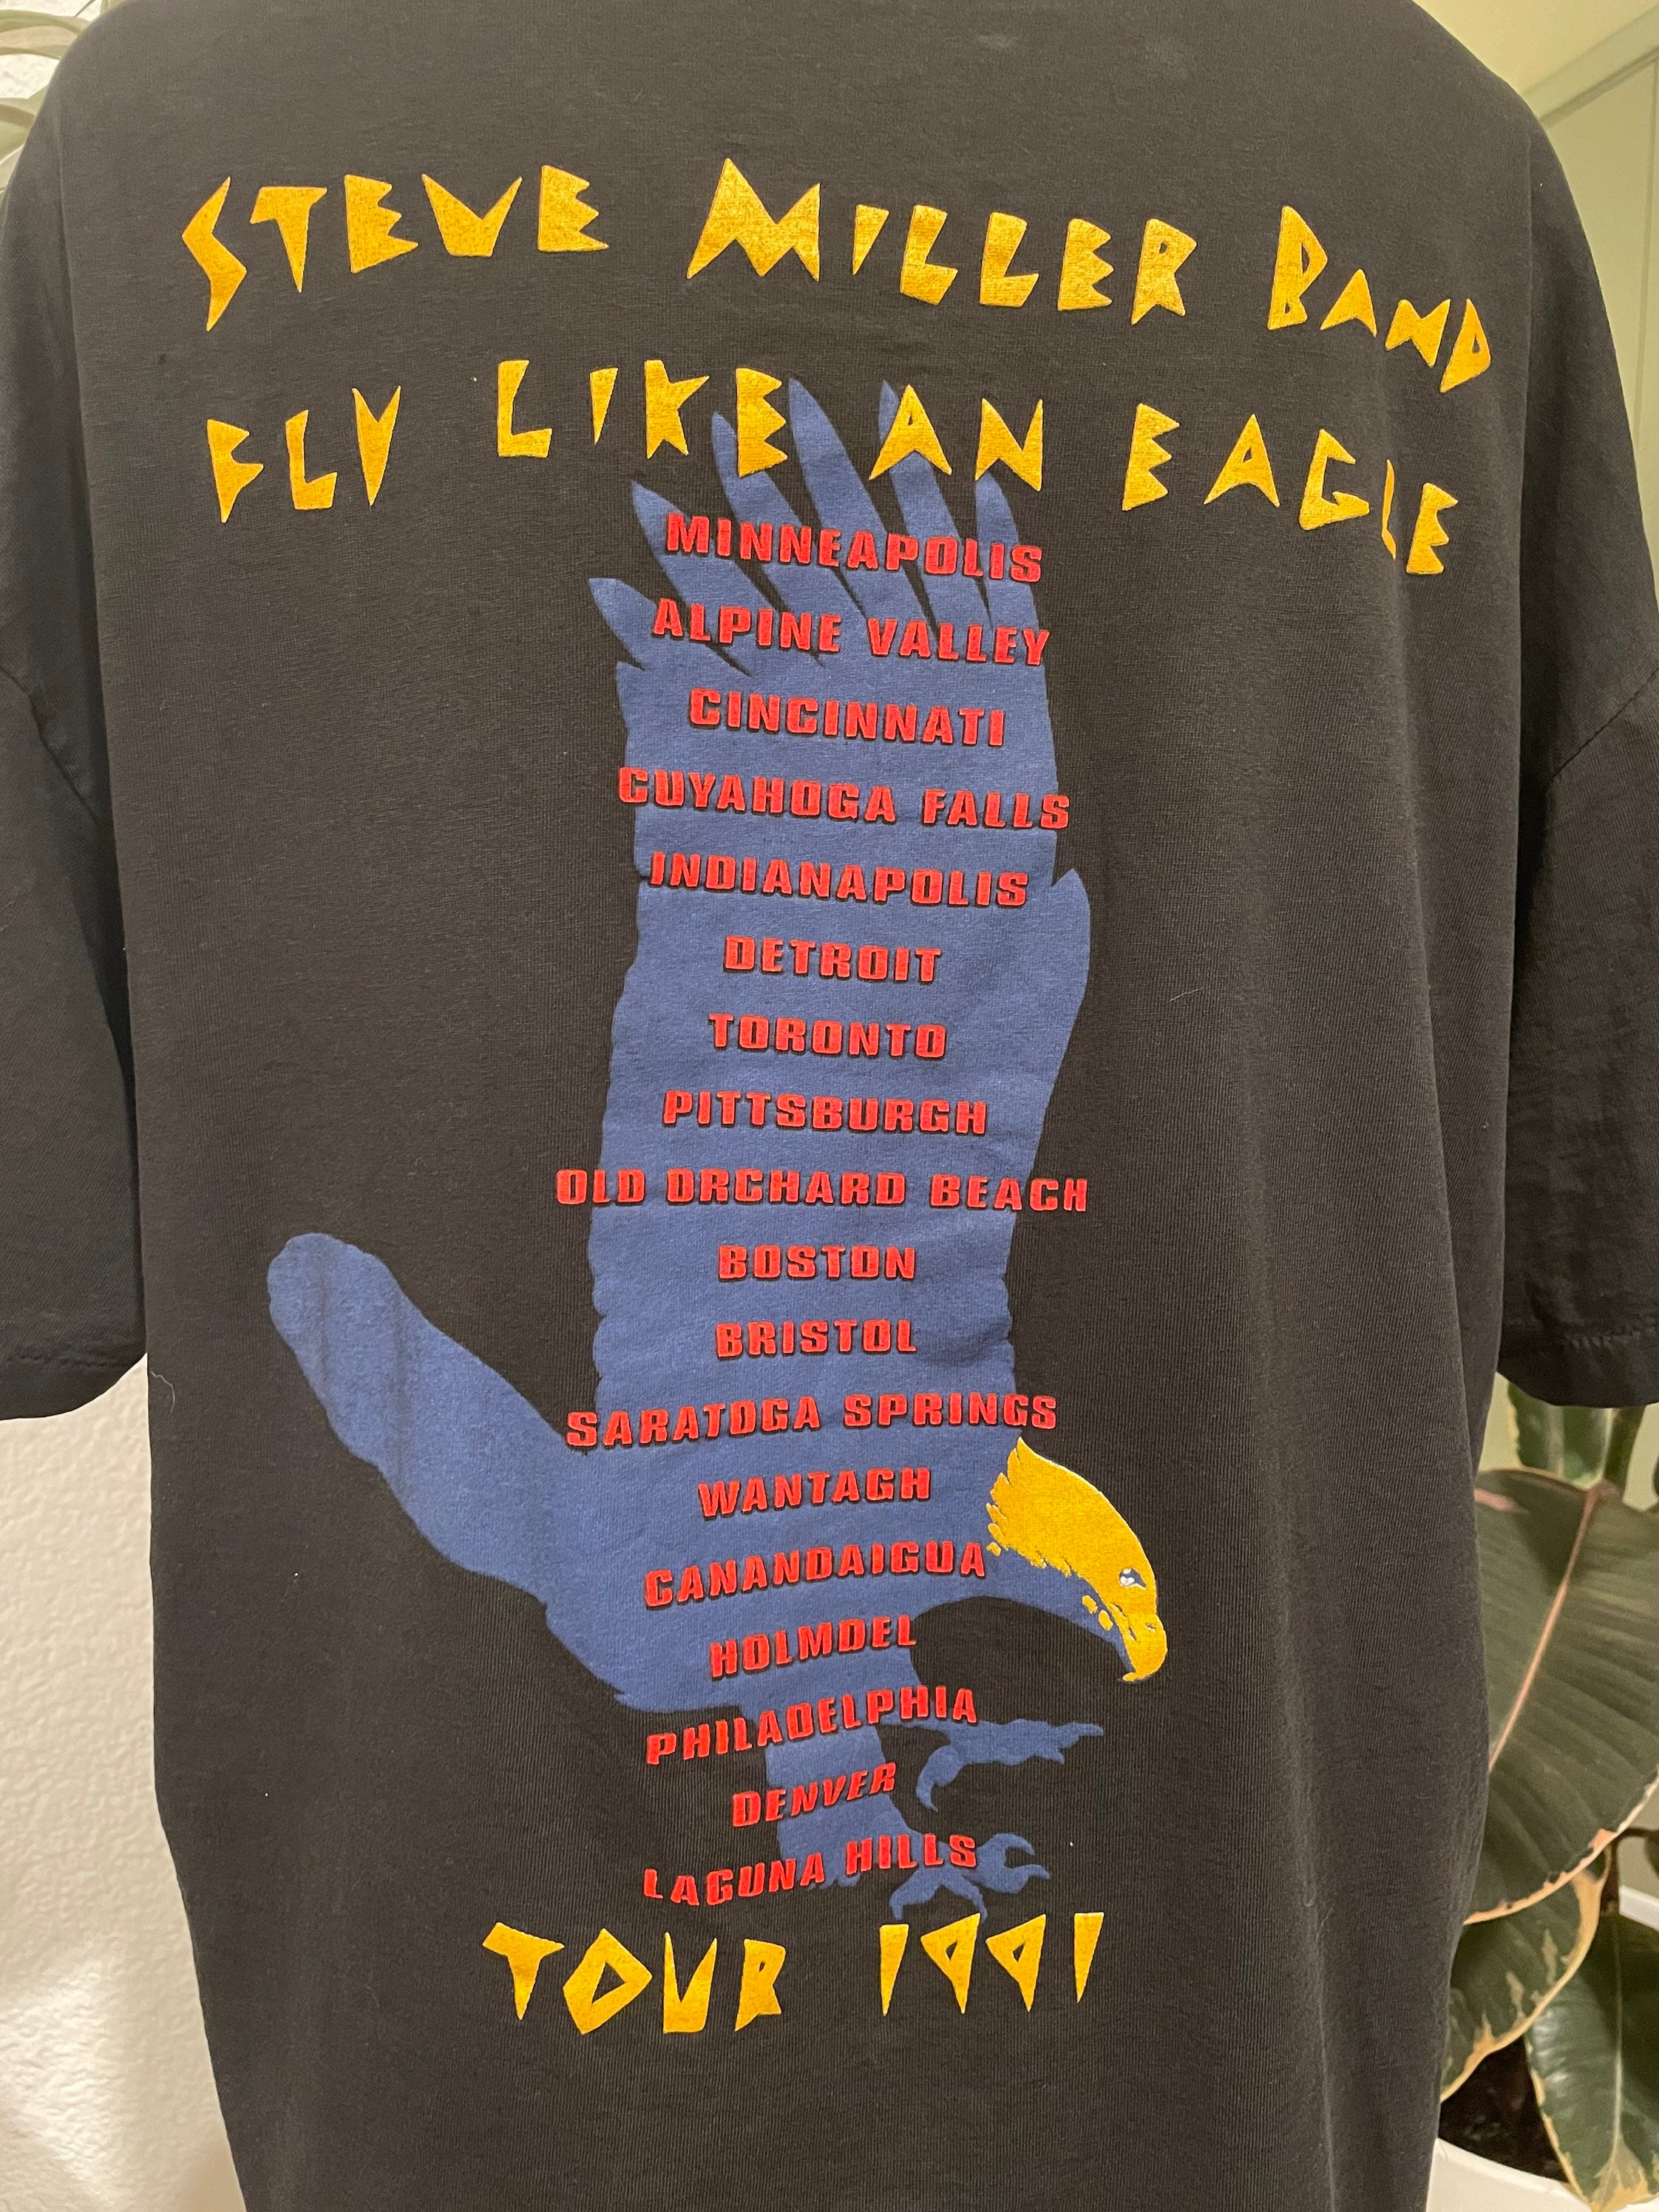 STEVE MILLER BAND
FLY LIKE AN EAGLE
MINNEAPOLIS
ALPINE VALLEY
CINCINNATI
CUYAHOGA FALLS
INDIANAPOLIS
DETROIT
TORONTO
PITTSBURGH
OLD ORCHARD BEACH
BOSTON
BRISTOL
SARATOGA SPRINGS
WANTAGH
CANANDAIGUA
HOLMDEL
PHILADELPHIA
DENVER
LAGUNA HILLS
TOUR 1991